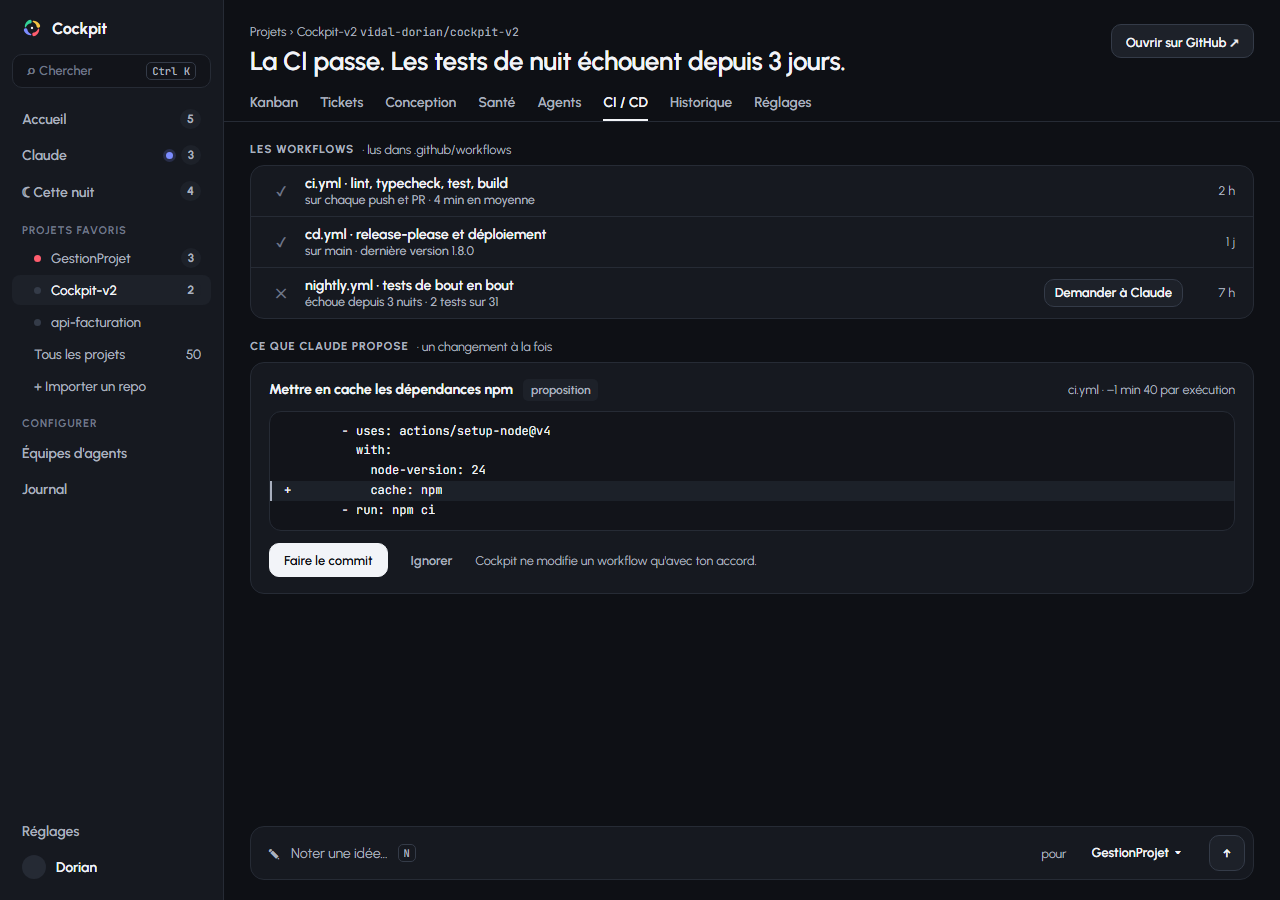 Cockpit
Chercher Ctrl K
Accueil 5
Claude 3
Cette nuit 4
PROJETS FAVORIS
GestionProjet 3
Cockpit-v2 2
api-facturation
Tous les projets 50
+ Importer un repo
CONFIGURER
Équipes d'agents
Journal
Réglages
Dorian
Projets › Cockpit-v2 vidal-dorian/cockpit-v2
La CI passe. Les tests de nuit échouent depuis 3 jours.
Ouvrir sur GitHub ↗
Kanban Tickets Conception Santé Agents CI / CD Historique Réglages
LES WORKFLOWS · lus dans .github/workflows
✓ ci.yml · lint, typecheck, test, build
sur chaque push et PR · 4 min en moyenne
2 h
✓ cd.yml · release-please et déploiement
sur main · dernière version 1.8.0
1 j
✕ nightly.yml · tests de bout en bout
échoue depuis 3 nuits · 2 tests sur 31
Demander à Claude 7 h
CE QUE CLAUDE PROPOSE · un changement à la fois
Mettre en cache les dépendances npm proposition ci.yml · −1 min 40 par exécution
- uses: actions/setup-node@v4
with:
node-version: 24
+ cache: npm
- run: npm ci
Faire le commit Ignorer Cockpit ne modifie un workflow qu'avec ton accord.
Noter une idée… N pour GestionProjet ↑